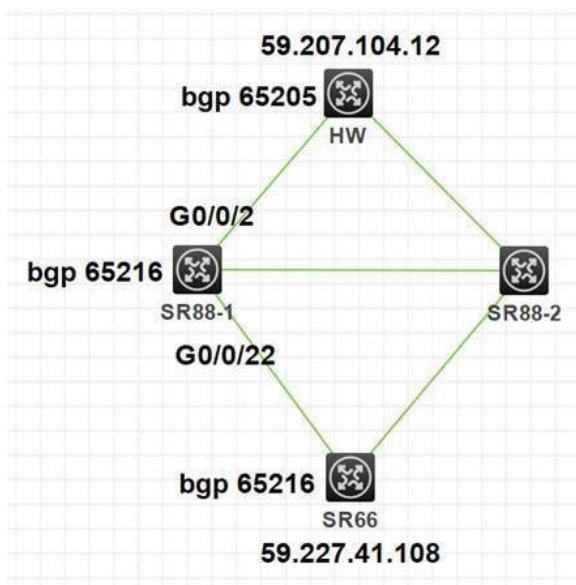 59.207.104.12
bgp 65205
HW
G0/0/2
bgp 65216
SR88-1
SR88-2
G0/0/22
bgp 65216
SR66
59.227.41.108